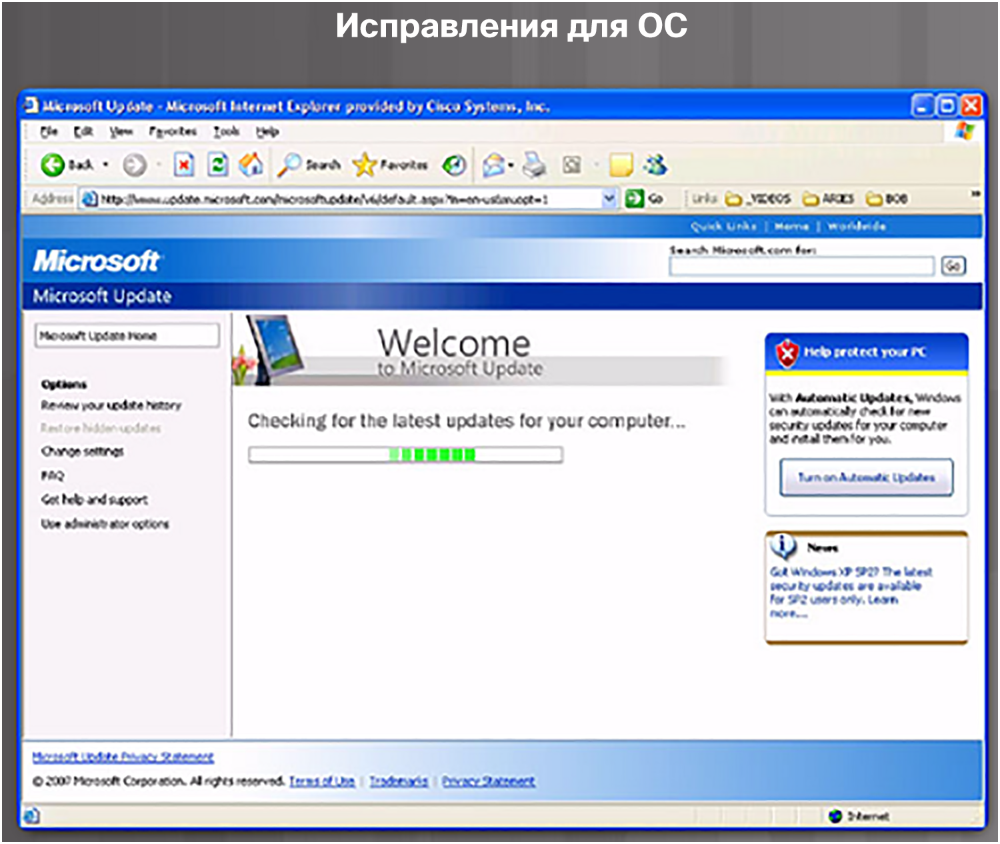 Исправления для ОС
Microsoft Update - Microsoft Internet Explorer provided by Cisco Systems, Inc.
File Edit View Favorites Tools Help
Back Search Favorites
Address http://www.update.microsoft.com/microsoftupdate/v6/default.aspx?ln=en-us&muopt=1 Go Links _VIDEOS ARIES BOB
Quick Links | Home | Worldwide
Microsoft
Search Microsoft.com for:
Go
Microsoft Update
Microsoft Update Home
Options
Review your update history
Restore hidden updates
Change settings
FAQ
Get help and support
Use administrator options
Welcome
to Microsoft Update
Checking for the latest updates for your computer...
Help protect your PC
With Automatic Updates, Windows
can automatically check for new
security updates for your computer
and install them for you.
Turn on Automatic Updates
News
Got Windows XP SP2? The latest
security updates are available
for SP2 users only. Learn
more....
Microsoft Update Privacy Statement
© 2007 Microsoft Corporation. All rights reserved. Terms of Use | Trademarks | Privacy Statement
Internet